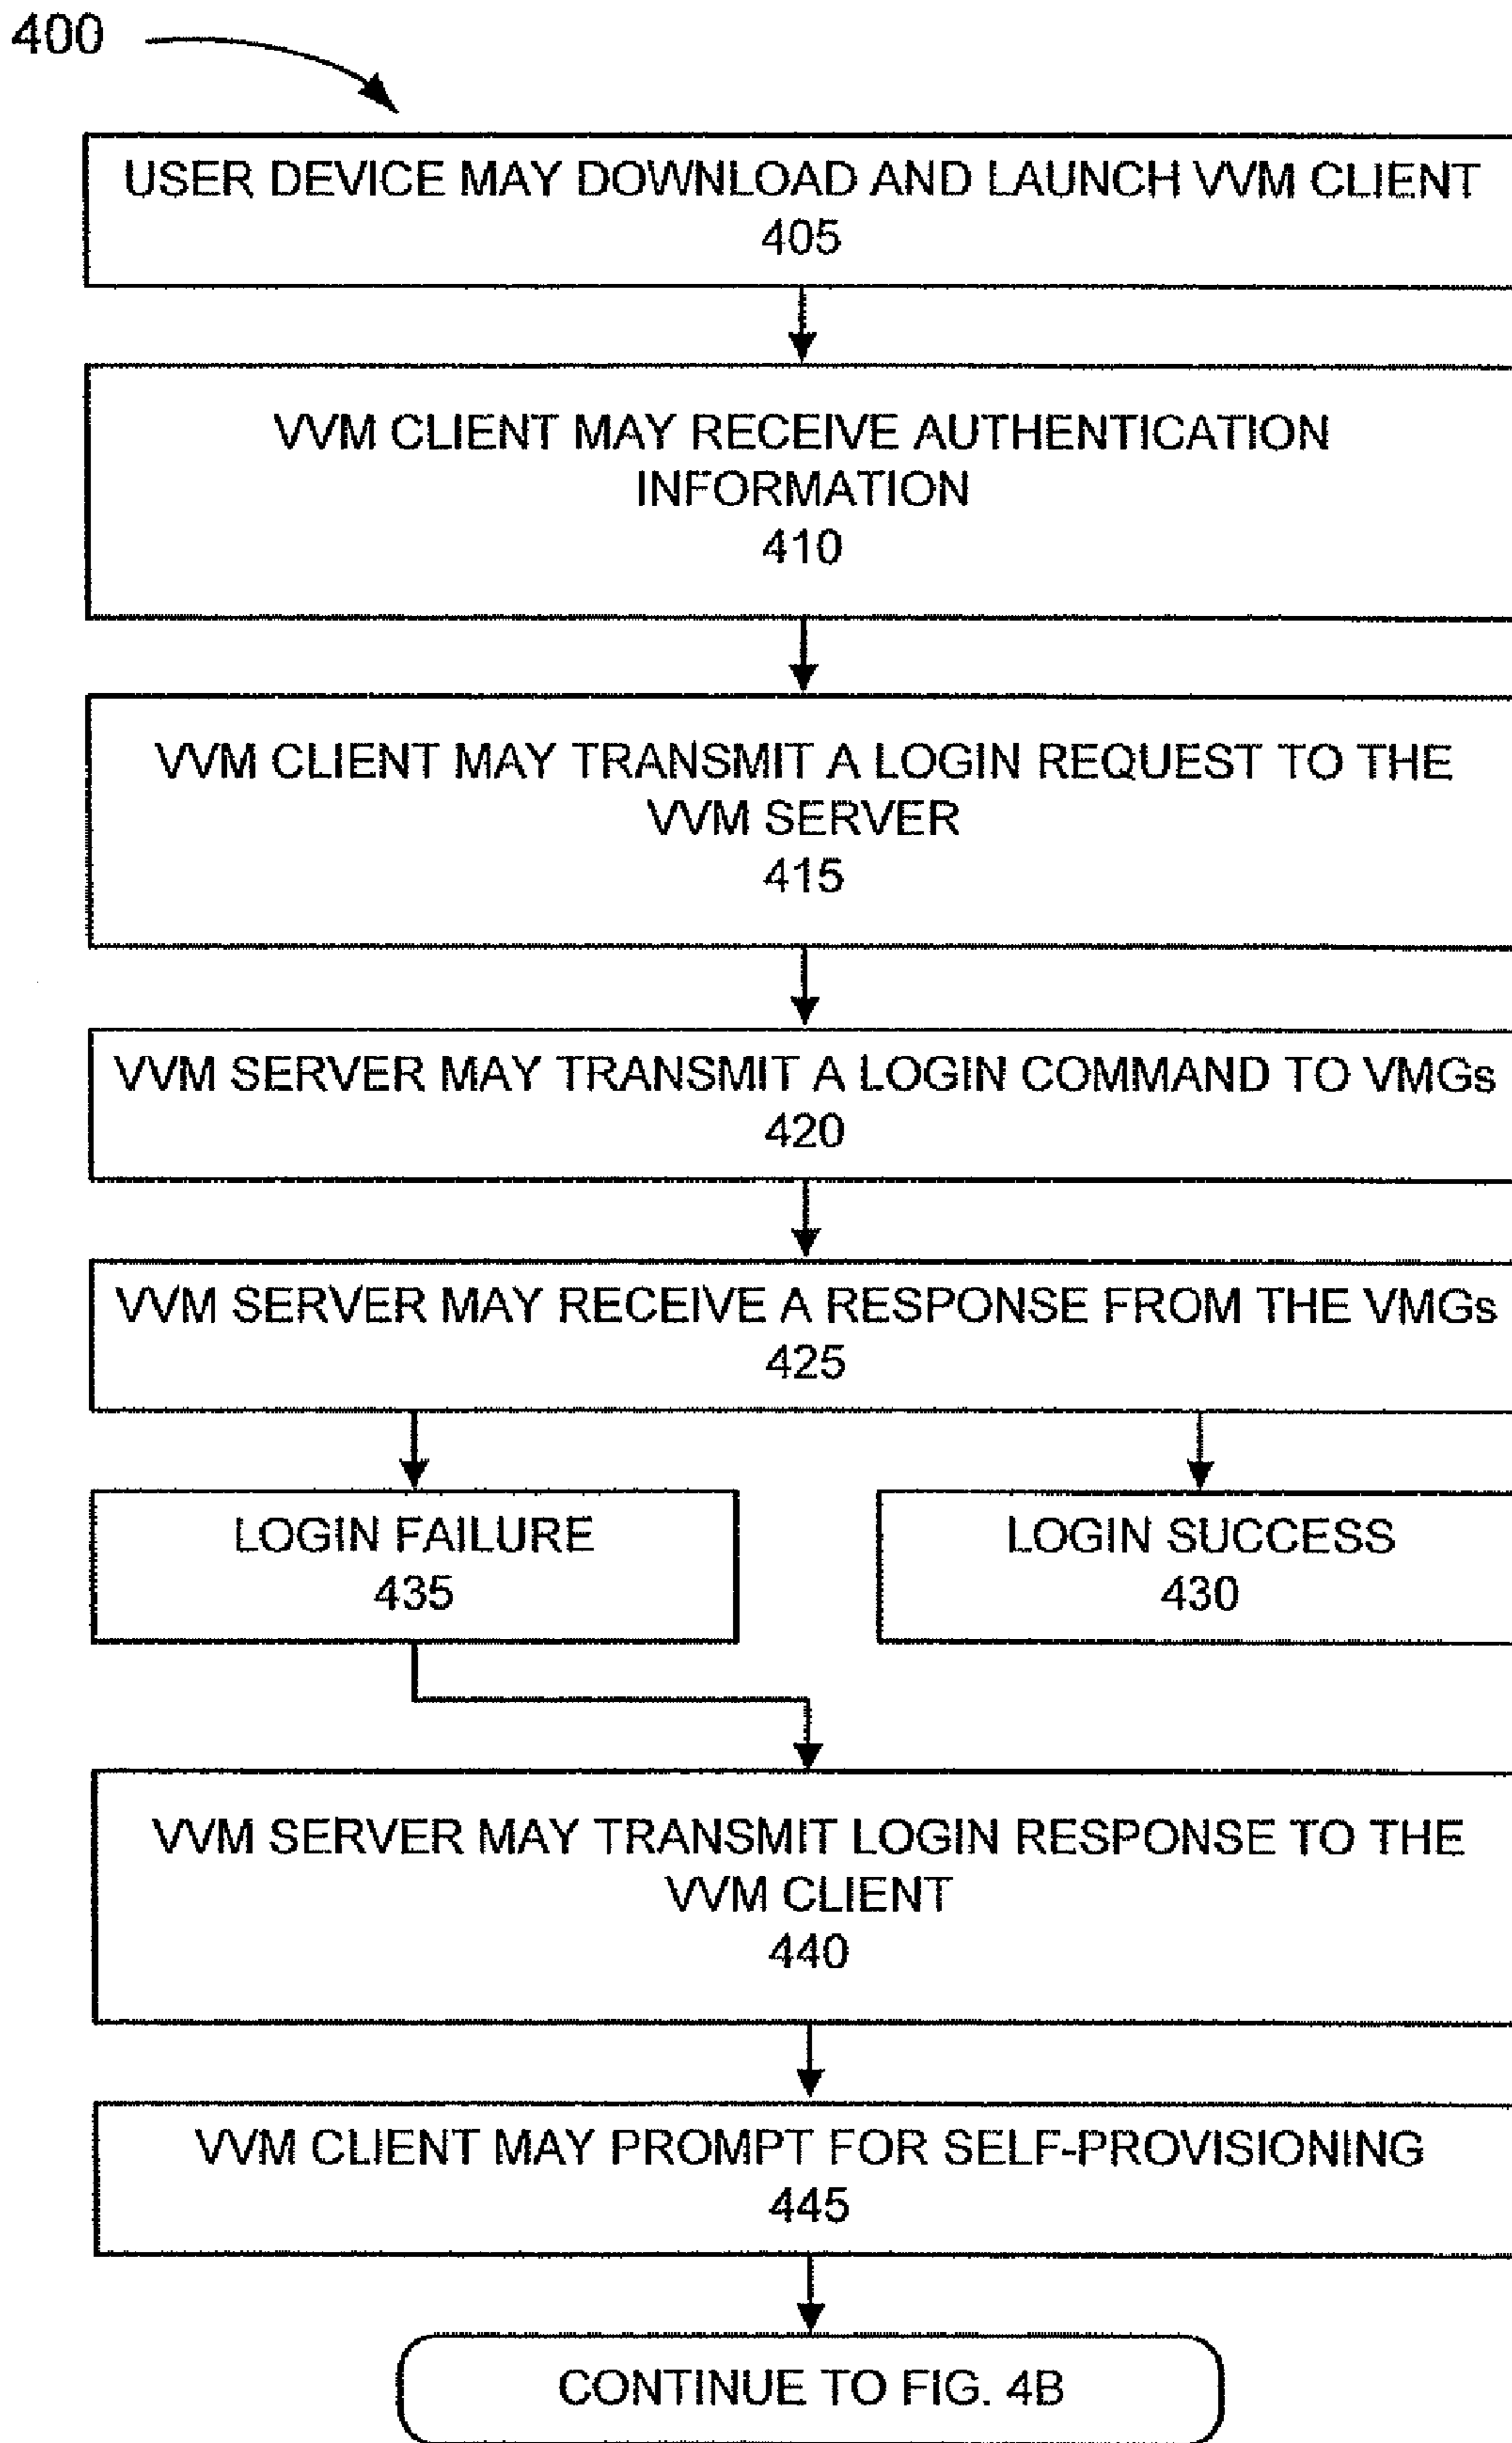 400
USER DEVICE MAY DOWNLOAD AND LAUNCH VVM CLIENT
405
VVM CLIENT MAY RECEIVE AUTHENTICATION
INFORMATION
410
VVM CLIENT MAY TRANSMIT A LOGIN REQUEST TO THE
VVM SERVER
415
VVM SERVER MAY TRANSMIT A LOGIN COMMAND TO VMGs
420
VVM SERVER MAY RECEIVE A RESPONSE FROM THE VMGs
425
LOGIN FAILURE
435
LOGIN SUCCESS
430
VVM SERVER MAY TRANSMIT LOGIN RESPONSE TO THE
VVM CLIENT
440
VVM CLIENT MAY PROMPT FOR SELF-PROVISIONING
445
CONTINUE TO FIG. 4B